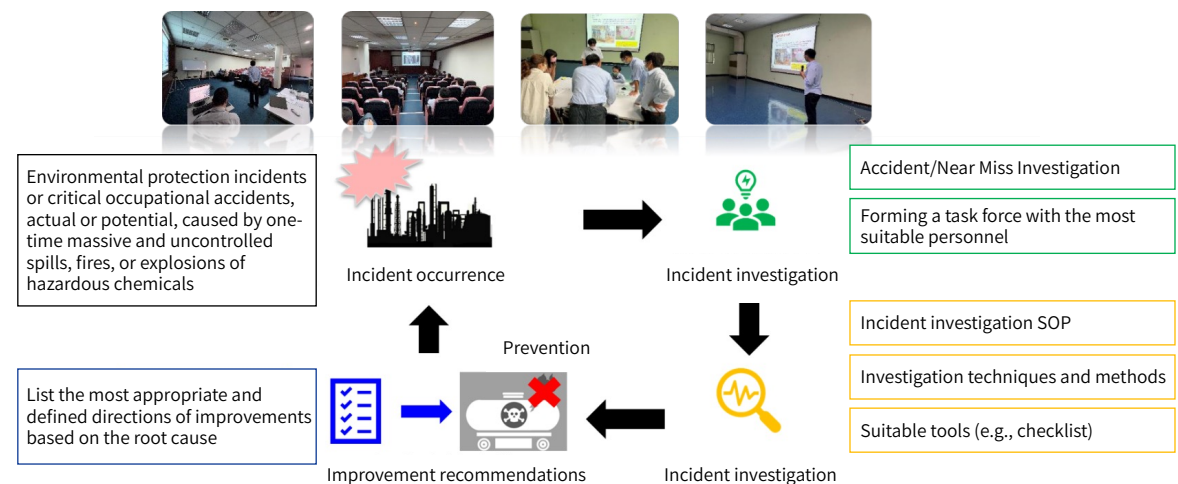 Environmental protection incidents
or critical occupational accidents,
actual or potential, caused by one-
time massive and uncontrolled
spills, fires, or explosions of
hazardous chemicals
Incident occurrence
Incident investigation
Accident/Near Miss Investigation
Forming a task force with the most
suitable personnel
Incident investigation SOP
Investigation techniques and methods
Suitable tools (e.g., checklist)
Incident investigation
Prevention
Improvement recommendations
List the most appropriate and
defined directions of improvements
based on the root cause